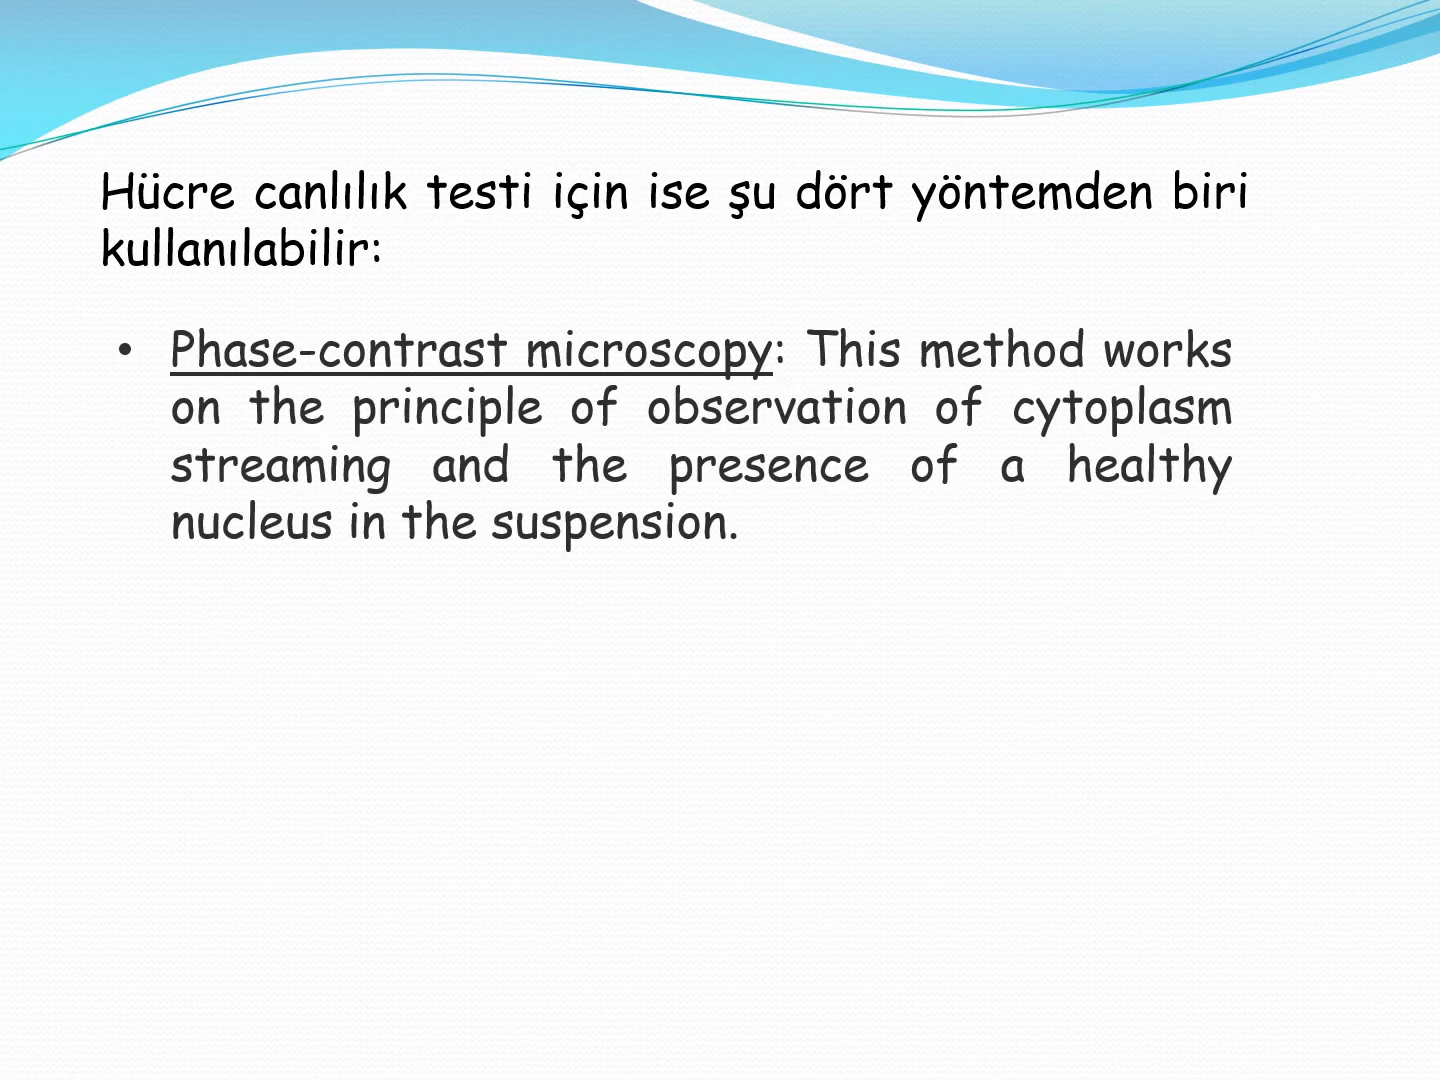 Hücre canlılık testi için ise şu dört yöntemden biri
kullanılabilir:
• Phase-contrast microscopy: This method works
on the principle of observation of cytoplasm
streaming and the presence of a healthy
nucleus in the suspension.